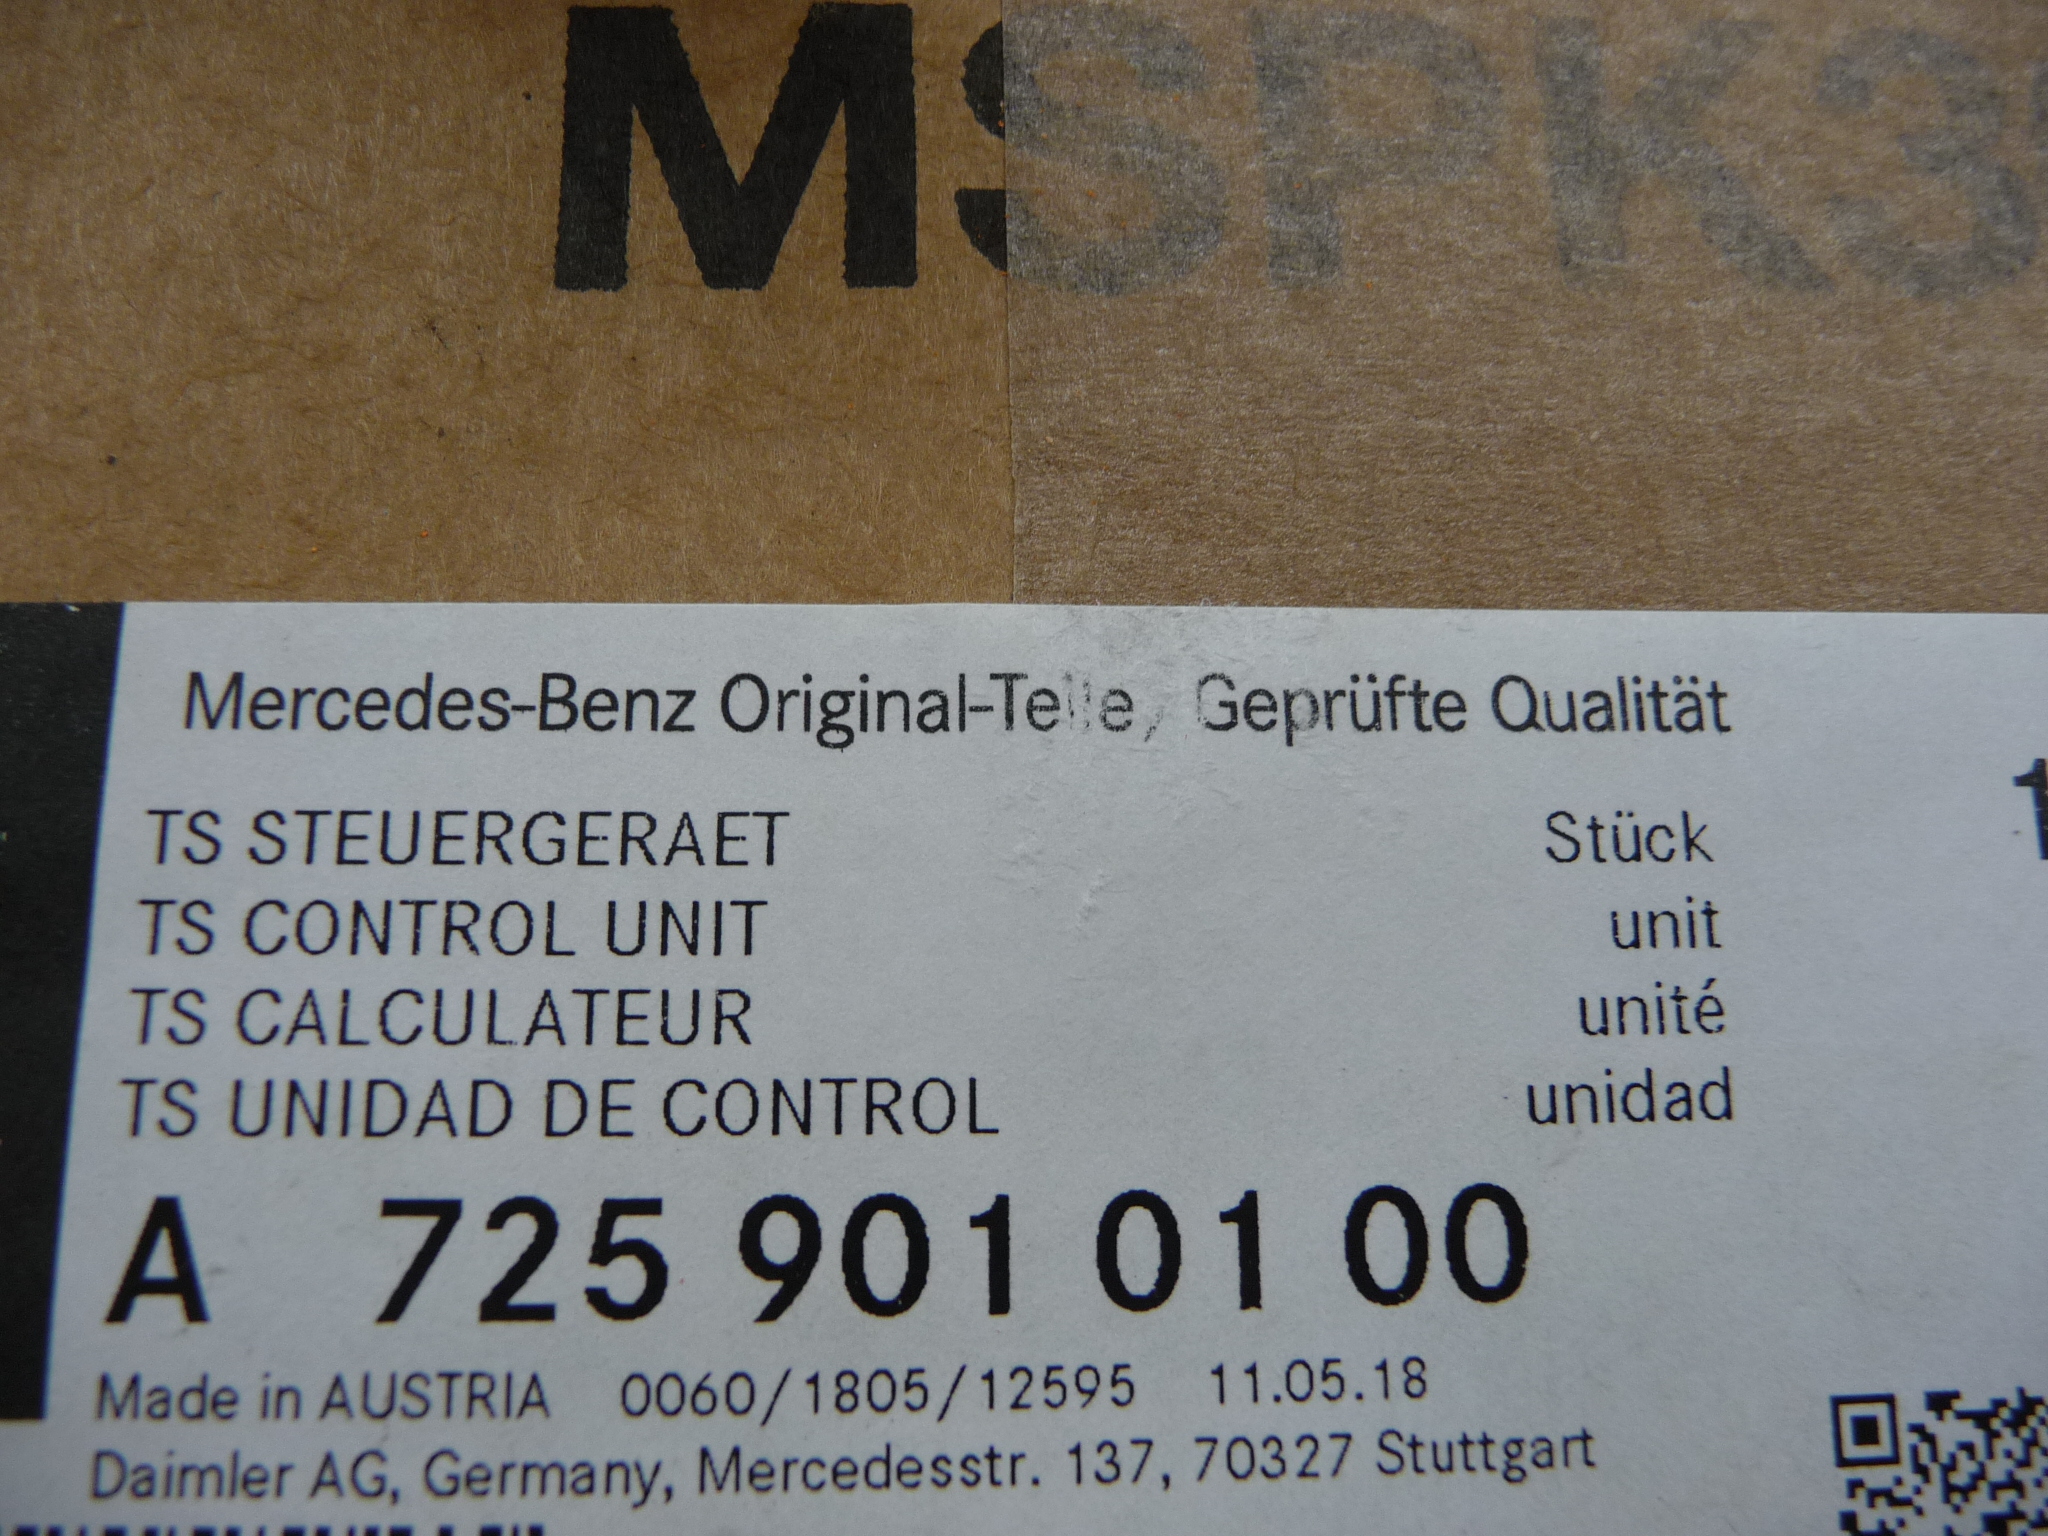 MSPK3
Mercedes-Benz Original-Teile, Geprüfte Qualität
TS STEUERGERAET Stück 1
TS CONTROL UNIT unit
TS CALCULATEUR unité
TS UNIDAD DE CONTROL unidad
A 725 901 01 00
Made in AUSTRIA 0060/1805/12595 11.05.18
Daimler AG, Germany, Mercedesstr. 137, 70327 Stuttgart